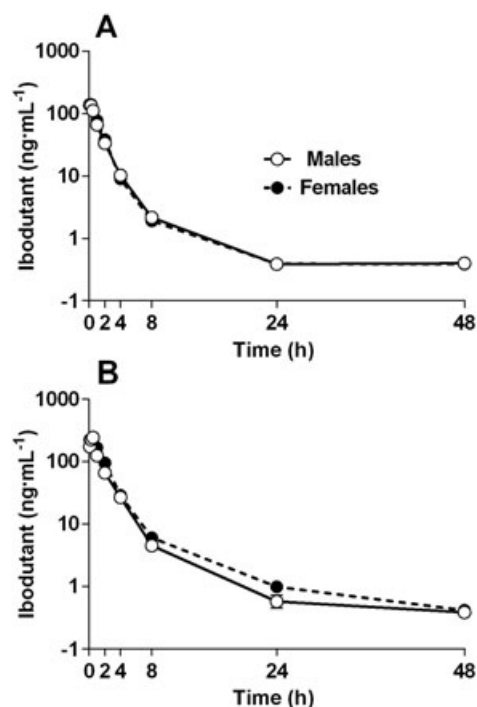 A
Ibodutant (ng·mL⁻¹)
1000
100
10
1
-1
Males
Females
0 2 4 8 24 48
Time (h)
B
Ibodutant (ng·mL⁻¹)
1000
100
10
1
-1
0 2 4 8 24 48
Time (h)